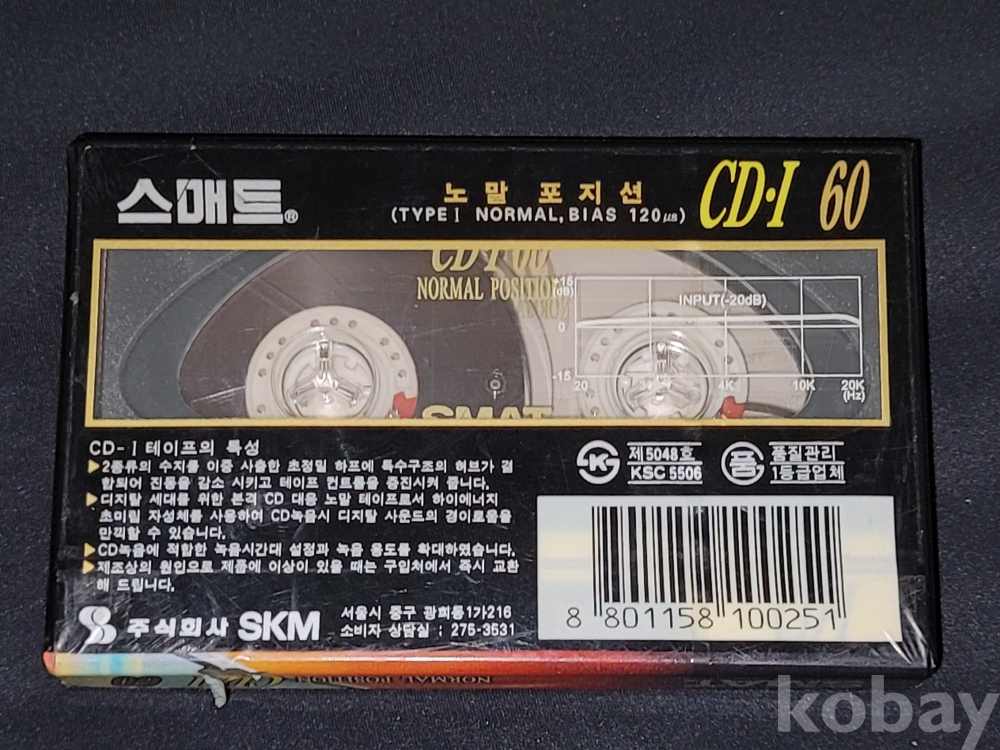 스매트®
노말 포지션
(TYPE I NORMAL, BIAS 120㎲)
CD·I 60
CD·I 60
NORMAL POSITION
SMAT
+15
(dB)
0
-15
INPUT(-20dB)
20
4K
10K
20K
(Hz)
CD-I 테이프의 특성
▶2종류의 수지를 이중 사출한 초정밀 하프에 특수구조의 허브가 결
합되어 진동을 감소 시키고 테이프 컨트롤을 증진시켜 줍니다.
▶디지탈 세대를 위한 본격 CD 대응 노말 테이프로서 하이에너지
초미립 자성체를 사용하여 CD녹음시 디지탈 사운드의 경이로움을
만끽할 수 있습니다.
▶CD녹음에 적합한 녹음시간대 설정과 녹음 용도를 확대하였습니다.
▶제조상의 원인으로 제품에 이상이 있을 때는 구입처에서 즉시 교환
해 드립니다.
제5048호
KSC 5506
품
품질관리
1등급업체
주식회사 SKM
서울시 중구 광희동1가216
소비자 상담실 : 275-3531
8 801158 100251
NORMAL POSITION
kobay